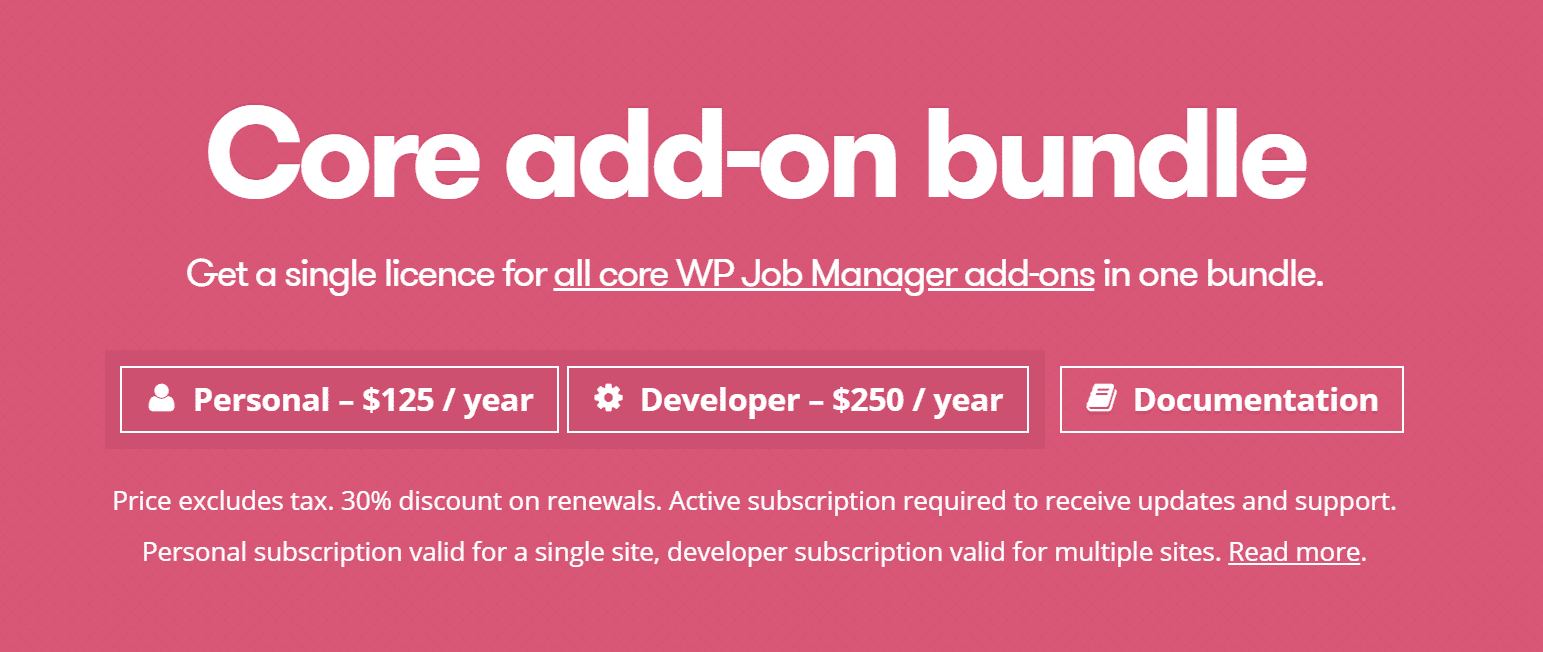 Core add-on bundle
Get a single licence for all core WP Job Manager add-ons in one bundle.
Personal – $125 / year
Developer – $250 / year
Documentation
Price excludes tax. 30% discount on renewals. Active subscription required to receive updates and support.
Personal subscription valid for a single site, developer subscription valid for multiple sites. Read more.